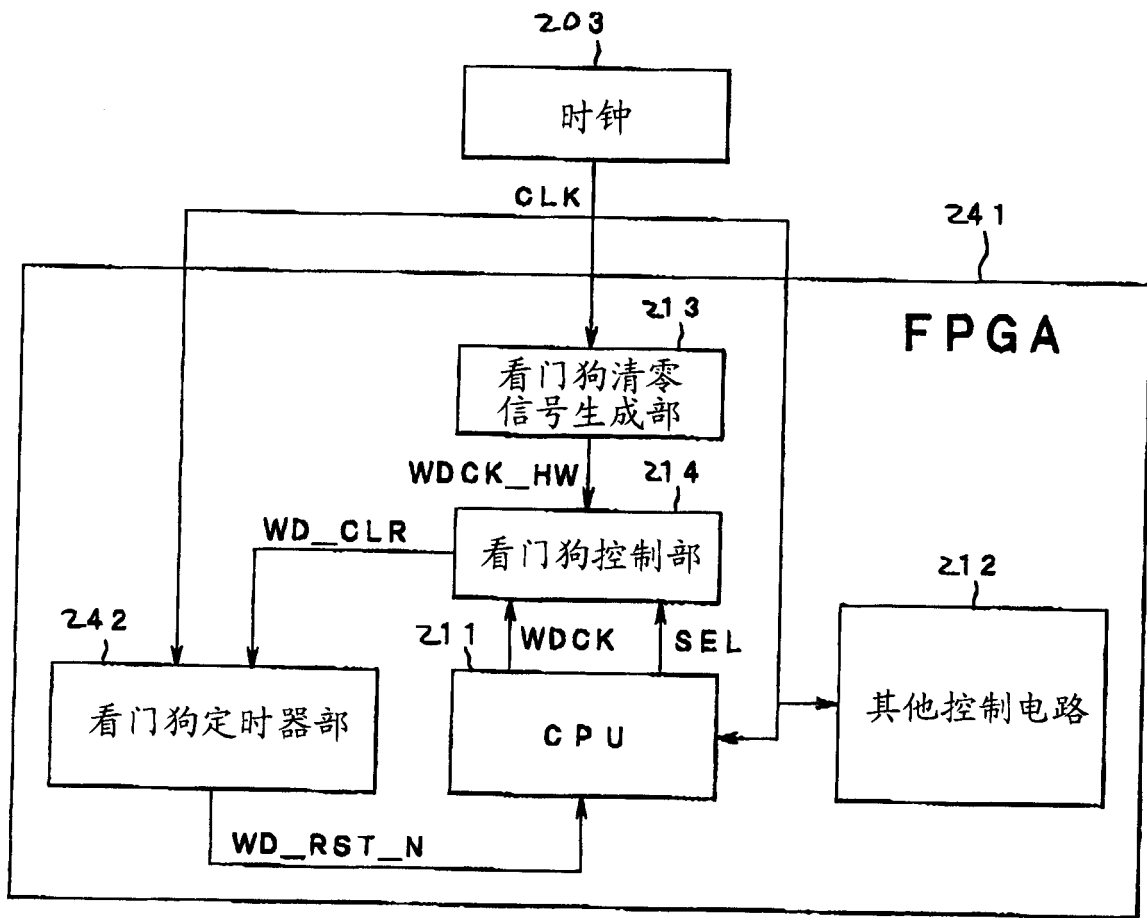 203
时钟
CLK
241
FPGA
213
看门狗清零
信号生成部
WDCK_HW
214
WD_CLR
看门狗控制部
212
242
211
WDCK
SEL
看门狗定时器部
CPU
其他控制电路
WD_RST_N